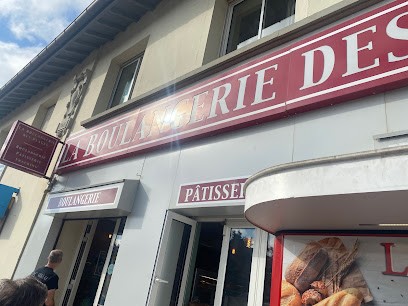 LA BOULANGERIE DES
BOULANGERIE
PÂTISSE
L